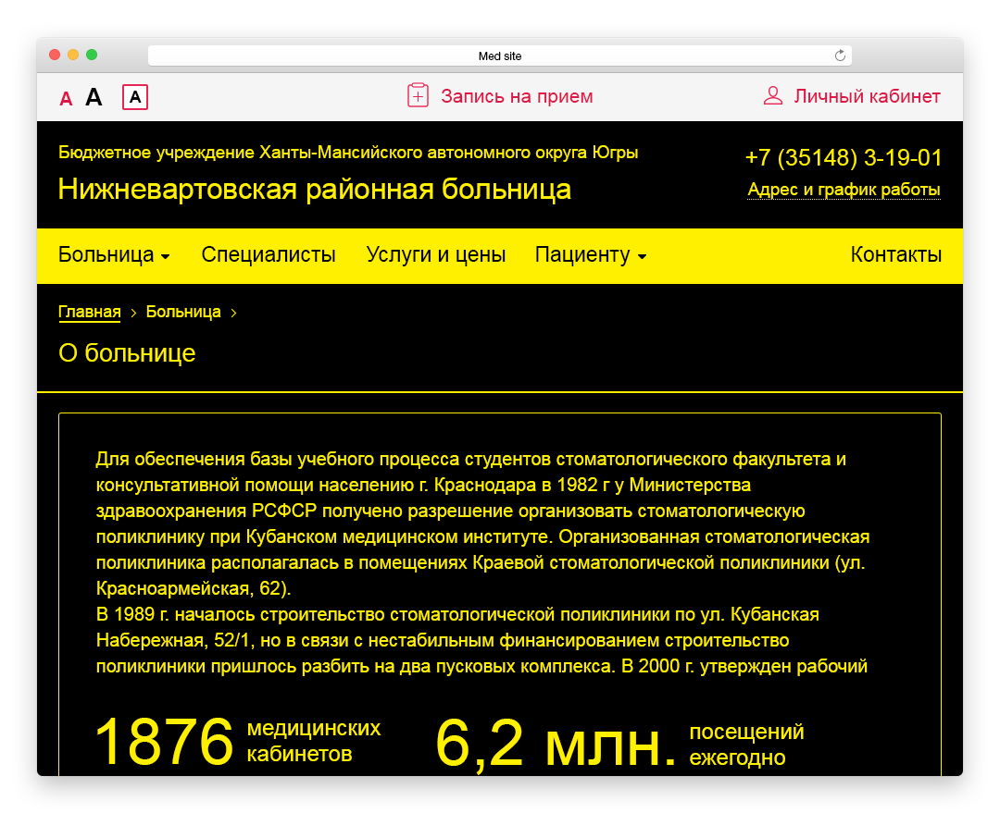 Med site
A A A Запись на прием Личный кабинет
Бюджетное учреждение Ханты-Мансийского автономного округа Югры
Нижневартовская районная больница
+7 (35148) 3-19-01
Адрес и график работы
Больница Специалисты Услуги и цены Пациенту Контакты
Главная > Больница >
О больнице
Для обеспечения базы учебного процесса студентов стоматологического факультета и
консультативной помощи населению г. Краснодара в 1982 г у Министерства
здравоохранения РСФСР получено разрешение организовать стоматологическую
поликлинику при Кубанском медицинском институте. Организованная стоматологическая
поликлиника располагалась в помещениях Краевой стоматологической поликлиники (ул.
Красноармейская, 62).
В 1989 г. началось строительство стоматологической поликлиники по ул. Кубанская
Набережная, 52/1, но в связи с нестабильным финансированием строительство
поликлиники пришлось разбить на два пусковых комплекса. В 2000 г. утвержден рабочий
1876 медицинских
кабинетов
6,2 млн. посещений
ежегодно